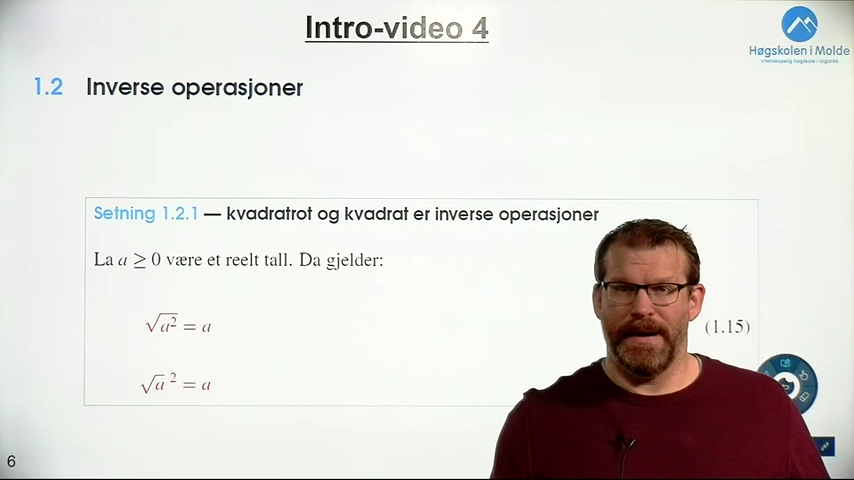 Intro-video 4
Høgskolen i Molde
Vitenskapelig høgskole i logistikk
1.2 Inverse operasjoner
Setning 1.2.1 — kvadratrot og kvadrat er inverse operasjoner
La a ≥ 0 være et reelt tall. Da gjelder:
√a² = a
(1.15)
√a ² = a
6